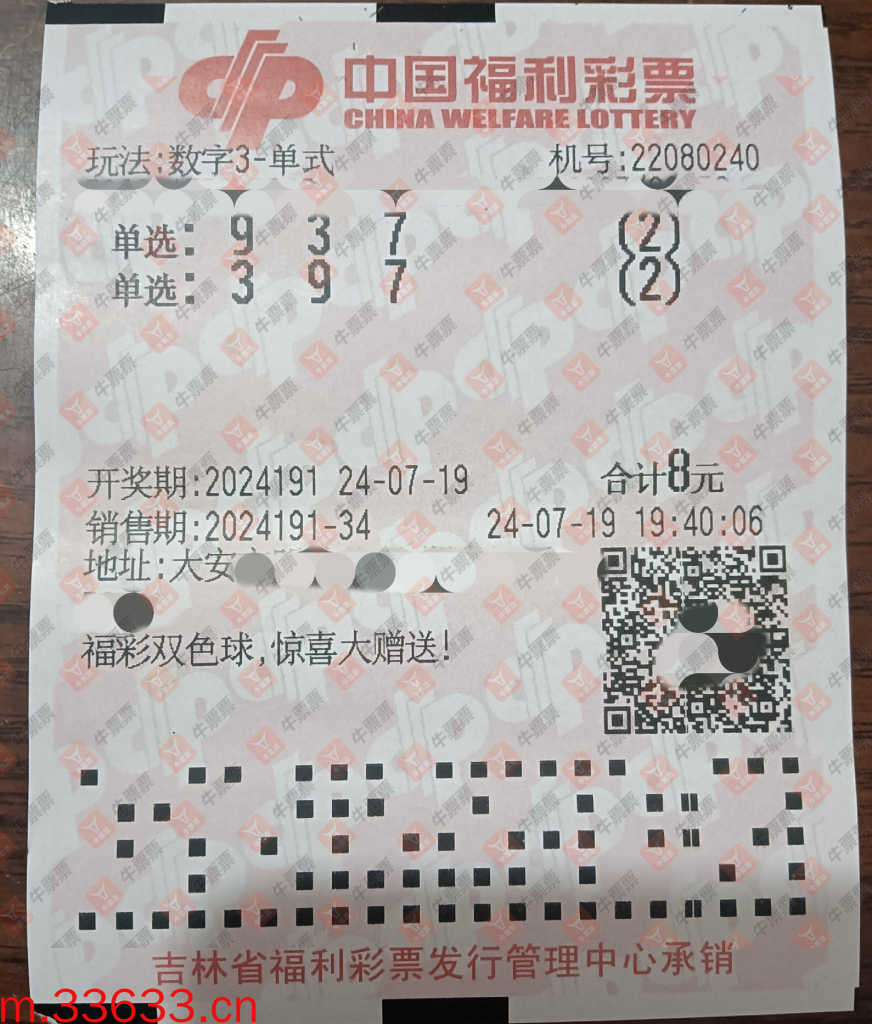 中国福利彩票
CHINA WELFARE LOTTERY
玩法:数字3-单式 机号:22080240
单选: 9 3 7 (2)
单选: 3 9 7 (2)
开奖期:2024191 24-07-19 合计8元
销售期:2024191-34 24-07-19 19:40:06
地址:大安
福彩双色球,惊喜大赠送!
吉林省福利彩票发行管理中心承销
m.33633.cn
牛票票